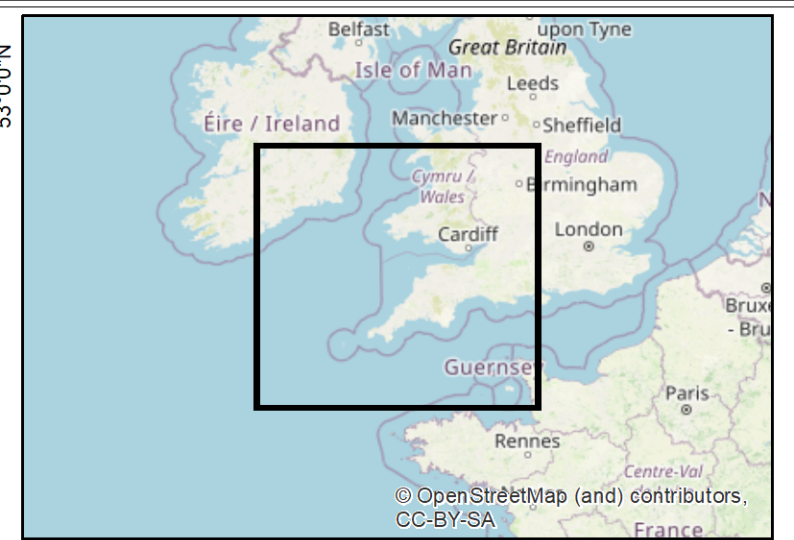 53°0'0"N
Belfast
upon Tyne
Great Britain
Isle of Man
Leeds
Manchester
Éire / Ireland
Sheffield
England
Cymru /
Wales
Birmingham
N
Cardiff
London
Bruxe
- Bru
Guernsey
Paris
Rennes
Centre-Val
© OpenStreetMap (and) contributors,
CC-BY-SA
France